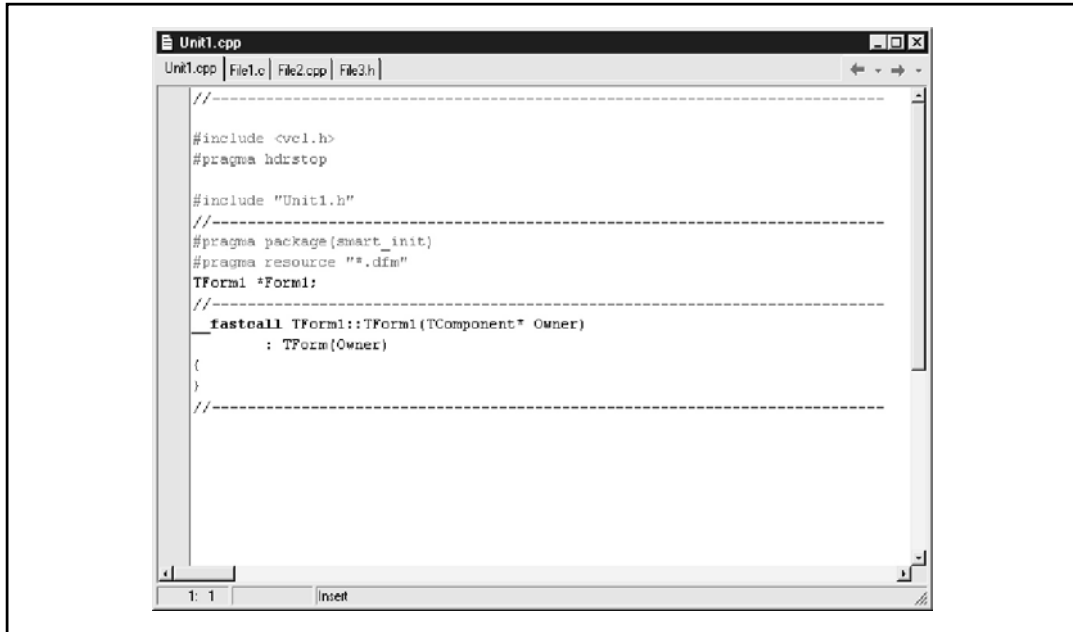 Unit1.cpp
Unit1.cpp File1.c File2.cpp File3.h
//---------------------------------------------------------------------------
#include <vcl.h>
#pragma hdrstop
#include "Unit1.h"
//---------------------------------------------------------------------------
#pragma package(smart_init)
#pragma resource "*.dfm"
TForm1 *Form1;
//---------------------------------------------------------------------------
__fastcall TForm1::TForm1(TComponent* Owner)
: TForm(Owner)
{
}
//---------------------------------------------------------------------------
1: 1 Insert